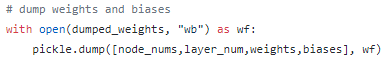 # dump weights and biases
with open(dumped_weights, "wb") as wf:
    pickle.dump([node_nums,layer_num,weights,biases], wf)